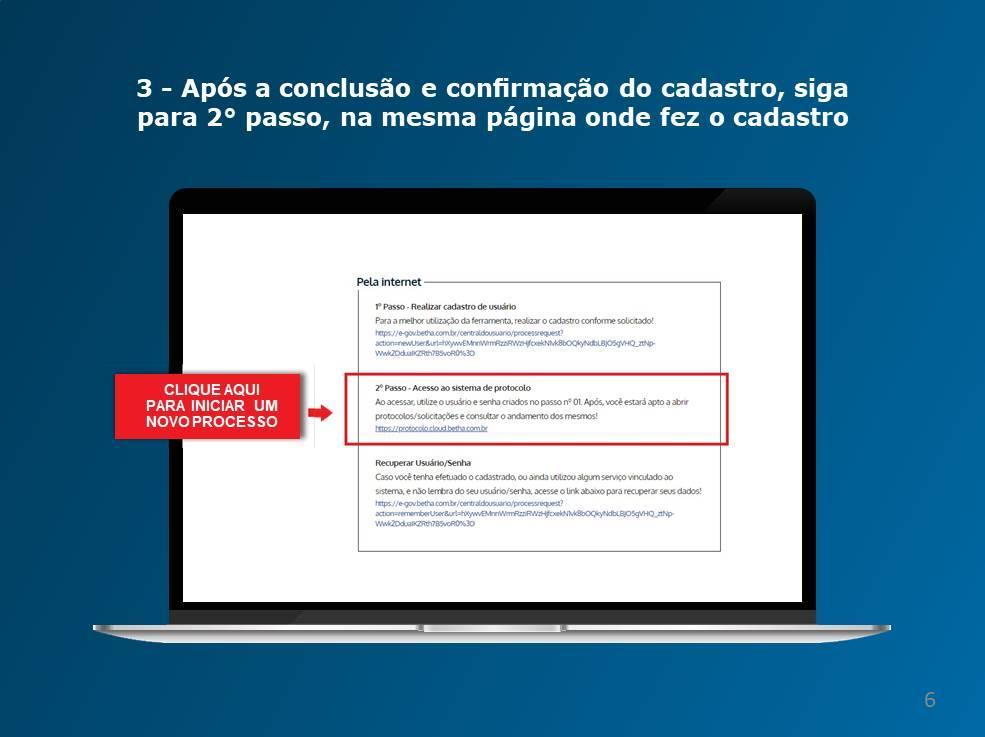 3 - Após a conclusão e confirmação do cadastro, siga
para 2° passo, na mesma página onde fez o cadastro
Pela internet
1º Passo - Realizar cadastro de usuário
Para a melhor utilização da ferramenta, realizar o cadastro conforme solicitado!
https://e-gov.betha.com.br/centraldousuario/processrequest?
2º Passo - Acesso ao sistema de protocolo
Ao acessar, utilize o usuário e senha criados no passo nº 01. Após, você estará apto a abrir
protocolos/solicitações e consultar o andamento dos mesmos!
https://protocolo.cloud.betha.com.br
CLIQUE AQUI
PARA INICIAR UM
NOVO PROCESSO
Recuperar Usuário/Senha
Caso você tenha efetuado o cadastrado, ou ainda utilizou algum serviço vinculado ao
sistema, e não lembra do seu usuário/senha, acesse o link abaixo para recuperar seus dados!
https://e-gov.betha.com.br/centraldousuario/processrequest?
6